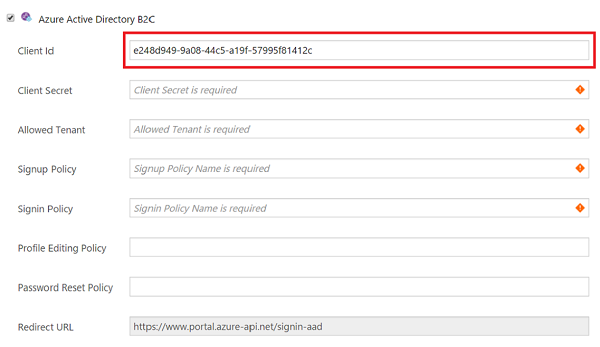 Azure Active Directory B2C
Client Id
e248d949-9a08-44c5-a19f-57995f81412c
Client Secret
Client Secret is required
Allowed Tenant
Allowed Tenant is required
Signup Policy
Signup Policy Name is required
Signin Policy
Signin Policy Name is required
Profile Editing Policy
Password Reset Policy
Redirect URL
https://www.portal.azure-api.net/signin-aad